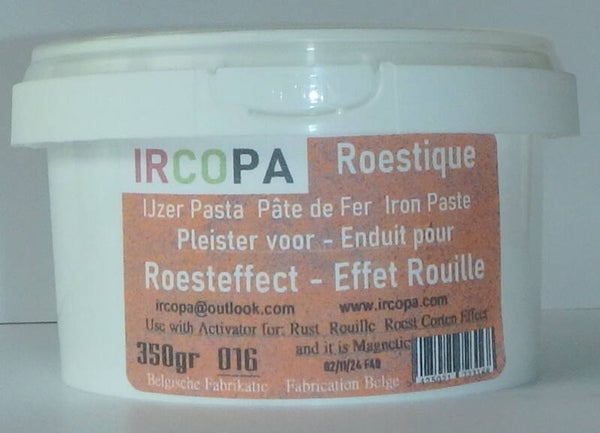 IRCOPA Roestique
IJzer Pasta Pâte de Fer Iron Paste
Pleister voor - Enduit pour
Roesteffect - Effet Rouille
ircopa@outlook.com www.ircopa.com
Use with Activator for: Rust Rouille Roest Corten Effect
and it is Magnetic
350gr 016
02/11/24 FAD
Belgische Fabrikatie Fabrication Belge